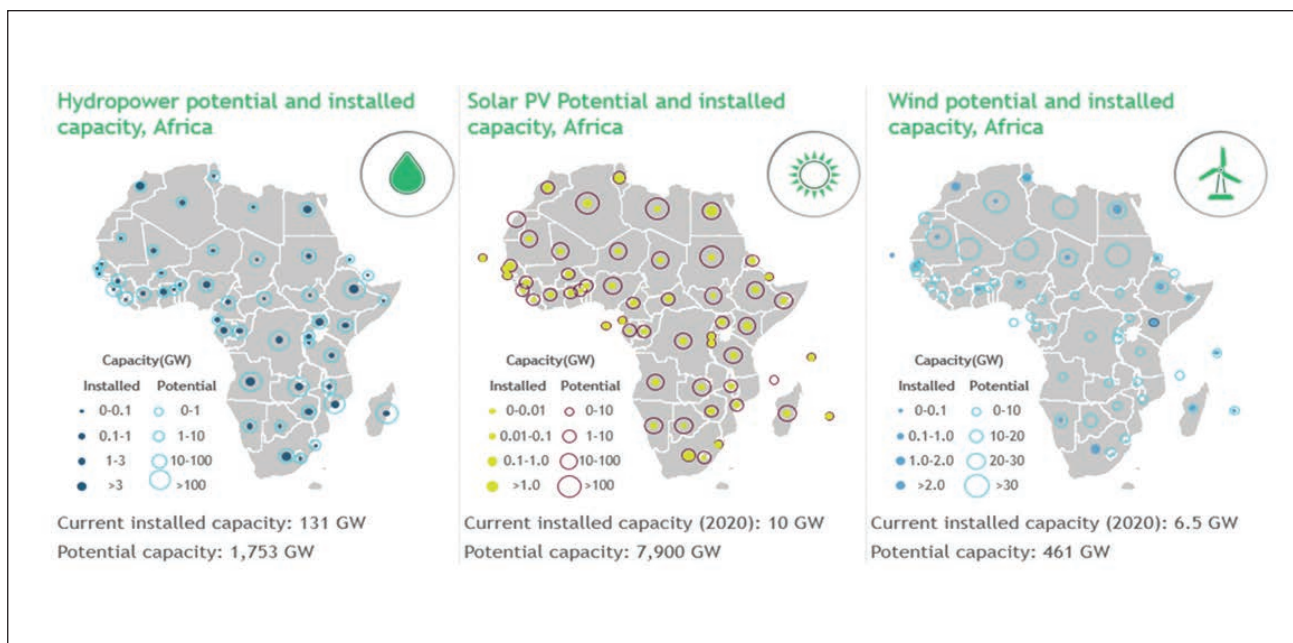 Hydropower potential and installed
capacity, Africa
Capacity(GW)
Installed Potential
0-0.1 0-1
0.1-1 1-10
1-3 10-100
>3 >100
Current installed capacity: 131 GW
Potential capacity: 1,753 GW
Solar PV Potential and installed
capacity, Africa
Capacity(GW)
Installed Potential
0-0.01 0-10
0.01-0.1 1-10
0.1-1.0 10-100
>1.0 >100
Current installed capacity (2020): 10 GW
Potential capacity: 7,900 GW
Wind potential and installed
capacity, Africa
Capacity(GW)
Installed Potential
0-0.1 0-10
0.1-1.0 10-20
1.0-2.0 20-30
>2.0 >30
Current installed capacity (2020): 6.5 GW
Potential capacity: 461 GW